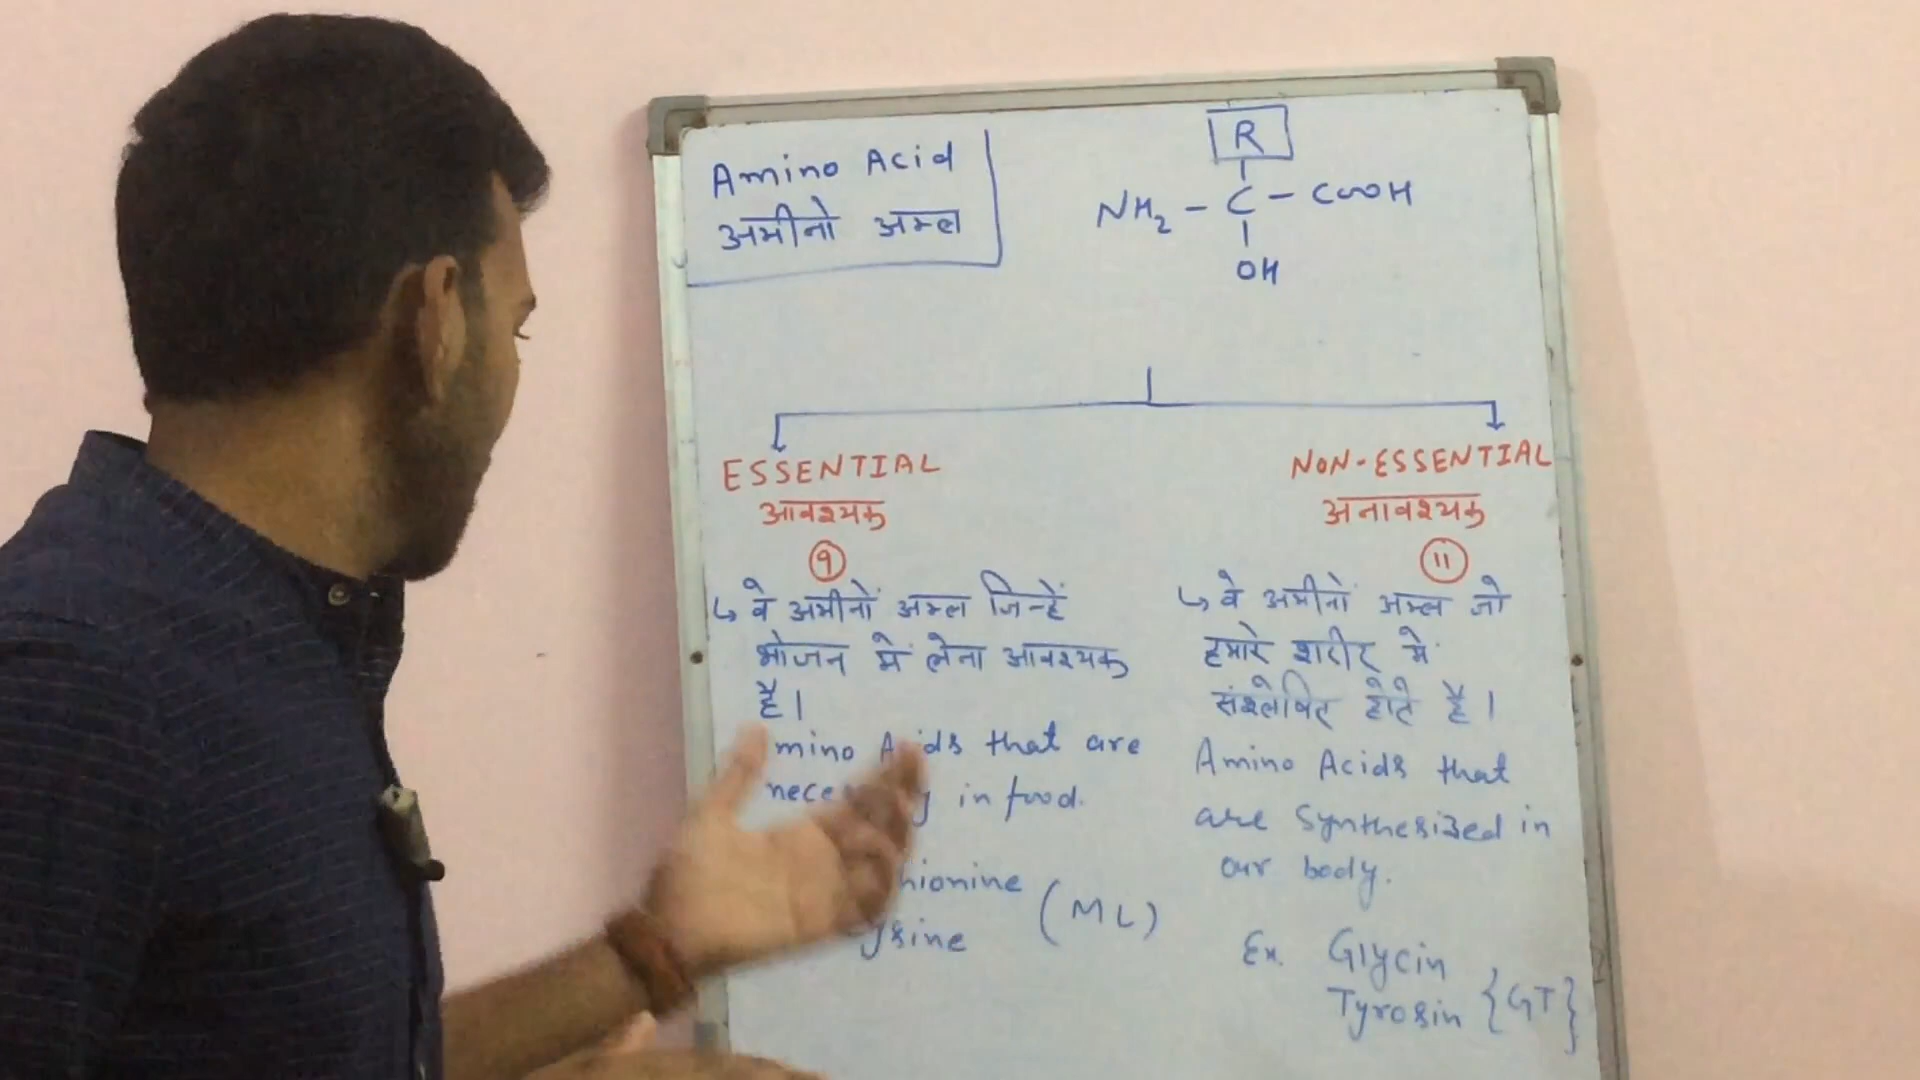 Amino Acid
अमीनो अम्ल
R
NH2 - C - COOH
OH
ESSENTIAL
आवश्यक
9
↳ वे अमीनों अम्ल जिन्हें
भोजन में लेना आवश्यक
है।
mino Acids that are
in food.
(ML)
NON-ESSENTIAL
अनावश्यक
11
↳ वे अमीनों अम्ल जो
हमारे शरीर में
संश्लेषित होते है।
Amino Acids that
are Synthesized in
our body.
Ex. Glycin
Tyrosin {GT}